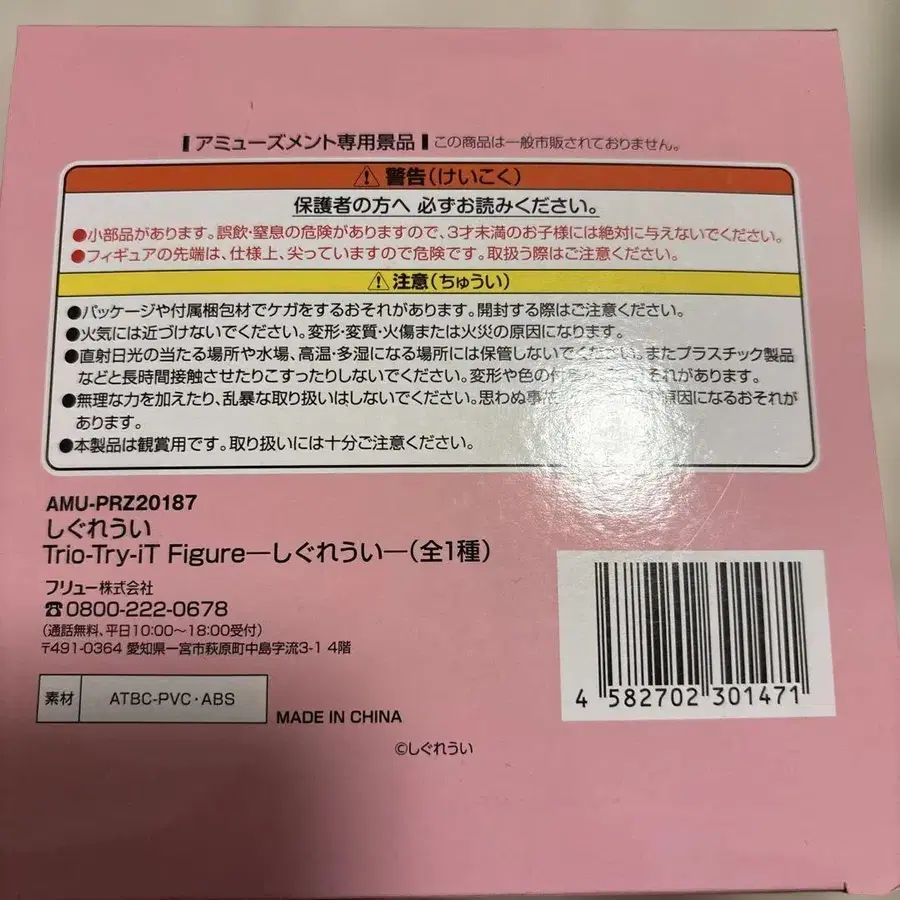 アミューズメント専用景品 この商品は一般市販されておりません。
警告(けいこく)
保護者の方へ 必ずお読みください。
●小部品があります。誤飲・窒息の危険がありますので、3才未満のお子様には絶対に与えないでください。
●フィギュアの先端は、仕様上、尖っていますので危険です。取扱う際はご注意ください。
注意(ちゅうい)
●パッケージや付属梱包材でケガをするおそれがあります。開封する際はご注意ください。
●火気には近づけないでください。変形・変質・火傷または火災の原因になります。
●直射日光の当たる場所や水場、高温・多湿になる場所には保管しないでください。またプラスチック製品
などと長時間接触させたりこすったりしないでください。変形や色の付 それがあります。
●無理な力を加えたり、乱暴な取り扱いはしないでください。思わぬ事故 原因になるおそれが
あります。
●本製品は観賞用です。取り扱いには十分ご注意ください。
AMU-PRZ20187
しぐれうい
Trio-Try-iT Figure―しぐれうい―(全1種)
フリュー株式会社
☎0800-222-0678
(通話無料、平日10:00〜18:00受付)
〒491-0364 愛知県一宮市萩原町中島字流3-1 4階
素材 ATBC-PVC・ABS
MADE IN CHINA
©しぐれうい
4 582702 301471